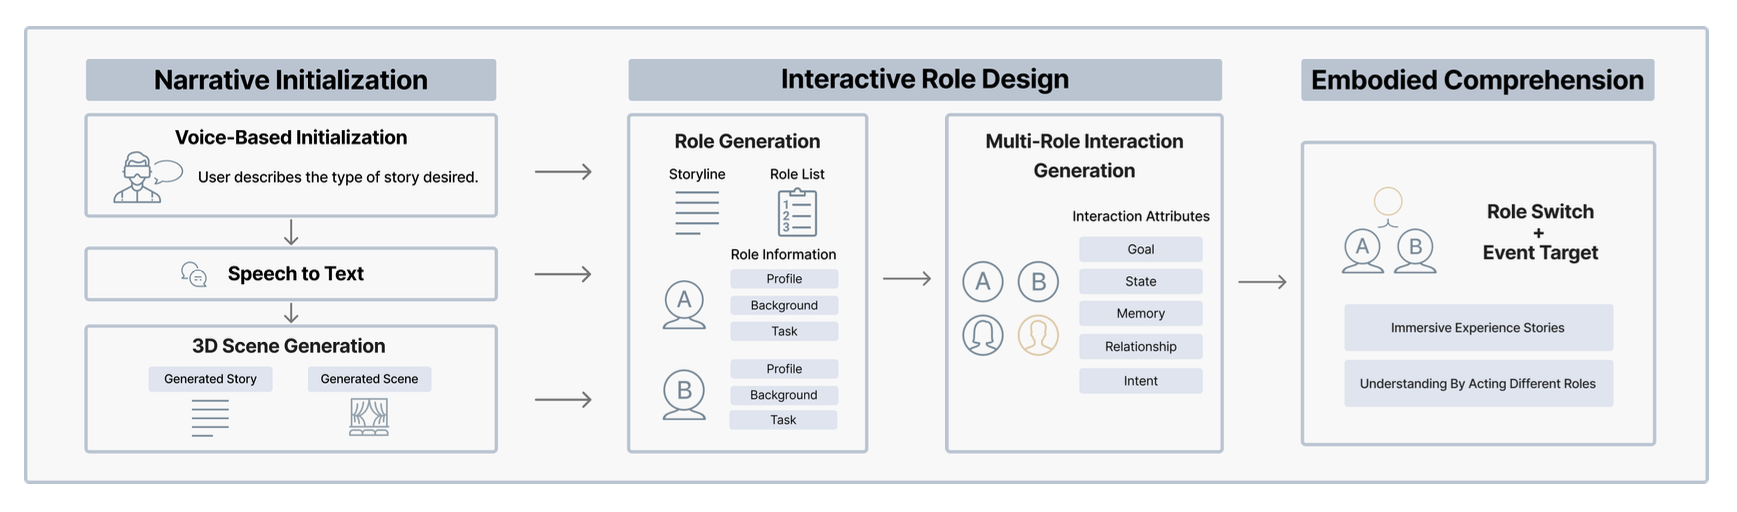 Narrative Initialization
Voice-Based Initialization
User describes the type of story desired.
Speech to Text
3D Scene Generation
Generated Story
Generated Scene
Interactive Role Design
Role Generation
Storyline
Role List
1
2
3
Role Information
A
Profile
Background
Task
B
Profile
Background
Task
Multi-Role Interaction
Generation
Interaction Attributes
A
B
Goal
State
Memory
Relationship
Intent
Embodied Comprehension
A
B
Role Switch
+
Event Target
Immersive Experience Stories
Understanding By Acting Different Roles